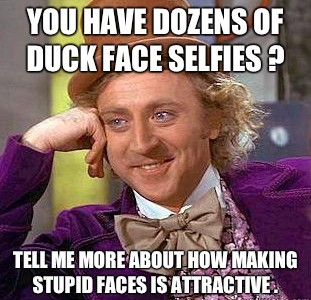 YOU HAVE DOZENS OF
DUCK FACE SELFIES ?
TELL ME MORE ABOUT HOW MAKING
STUPID FACES IS ATTRACTIVE .